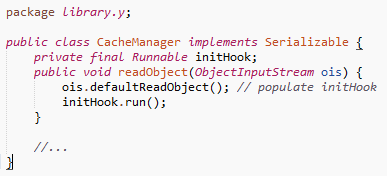 package library.y;
public class CacheManager implements Serializable {
private final Runnable initHook;
public void readObject(ObjectInputStream ois) {
ois.defaultReadObject(); // populate initHook
initHook.run();
}
//...
}